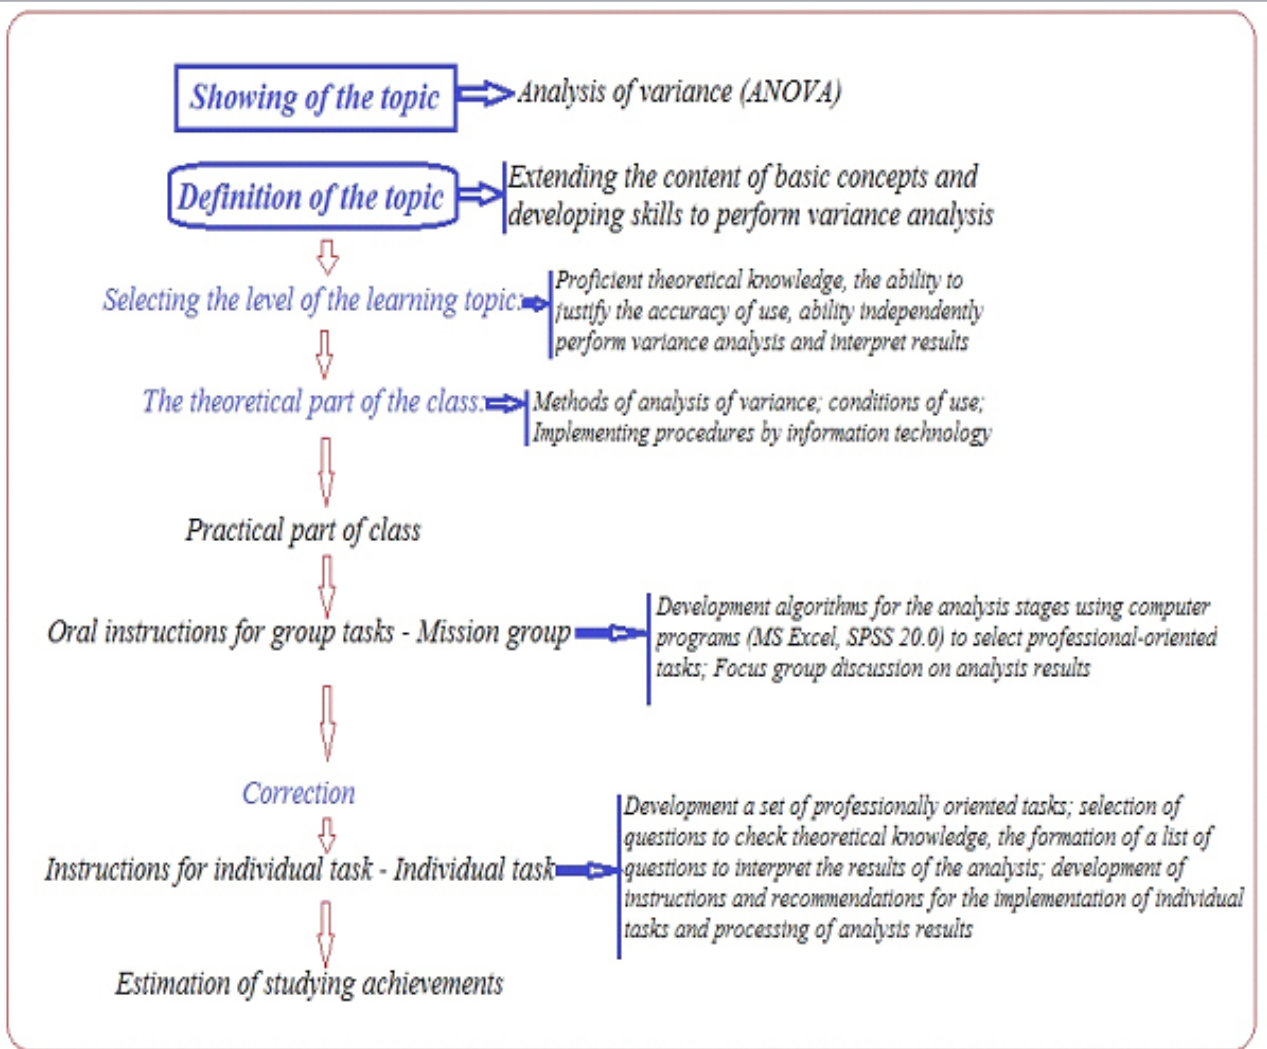 Showing of the topic
Analysis of variance (ANOVA)
Definition of the topic
Extending the content of basic concepts and
developing skills to perform variance analysis
Selecting the level of the learning topic:
Proficient theoretical knowledge, the ability to
justify the accuracy of use, ability independently
perform variance analysis and interpret results
The theoretical part of the class:
Methods of analysis of variance; conditions of use;
Implementing procedures by information technology
Practical part of class
Oral instructions for group tasks - Mission group
Development algorithms for the analysis stages using computer
programs (MS Excel, SPSS 20.0) to select professional-oriented
tasks; Focus group discussion on analysis results
Correction
Instructions for individual task - Individual task
Development a set of professionally oriented tasks; selection of
questions to check theoretical knowledge, the formation of a list of
questions to interpret the results of the analysis; development of
instructions and recommendations for the implementation of individual
tasks and processing of analysis results
Estimation of studying achievements